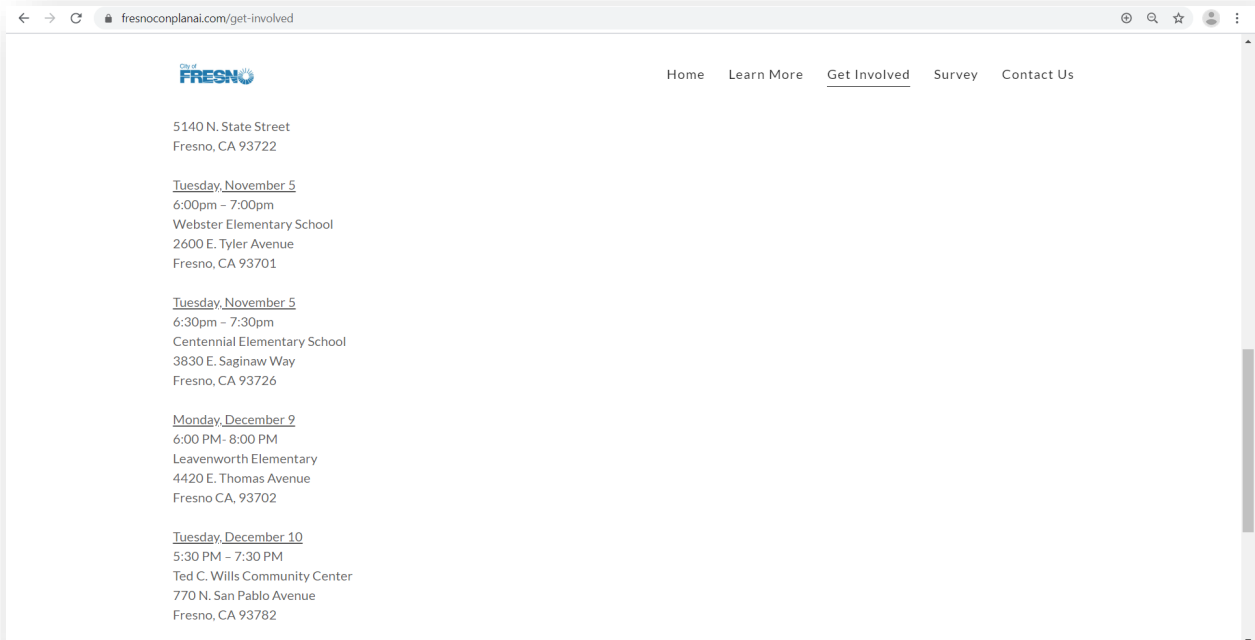 fresnoconplanai.com/get-involved
City of
FRESNO
Home Learn More Get Involved Survey Contact Us
5140 N. State Street
Fresno, CA 93722
Tuesday, November 5
6:00pm – 7:00pm
Webster Elementary School
2600 E. Tyler Avenue
Fresno, CA 93701
Tuesday, November 5
6:30pm – 7:30pm
Centennial Elementary School
3830 E. Saginaw Way
Fresno, CA 93726
Monday, December 9
6:00 PM- 8:00 PM
Leavenworth Elementary
4420 E. Thomas Avenue
Fresno CA, 93702
Tuesday, December 10
5:30 PM – 7:30 PM
Ted C. Wills Community Center
770 N. San Pablo Avenue
Fresno, CA 93782